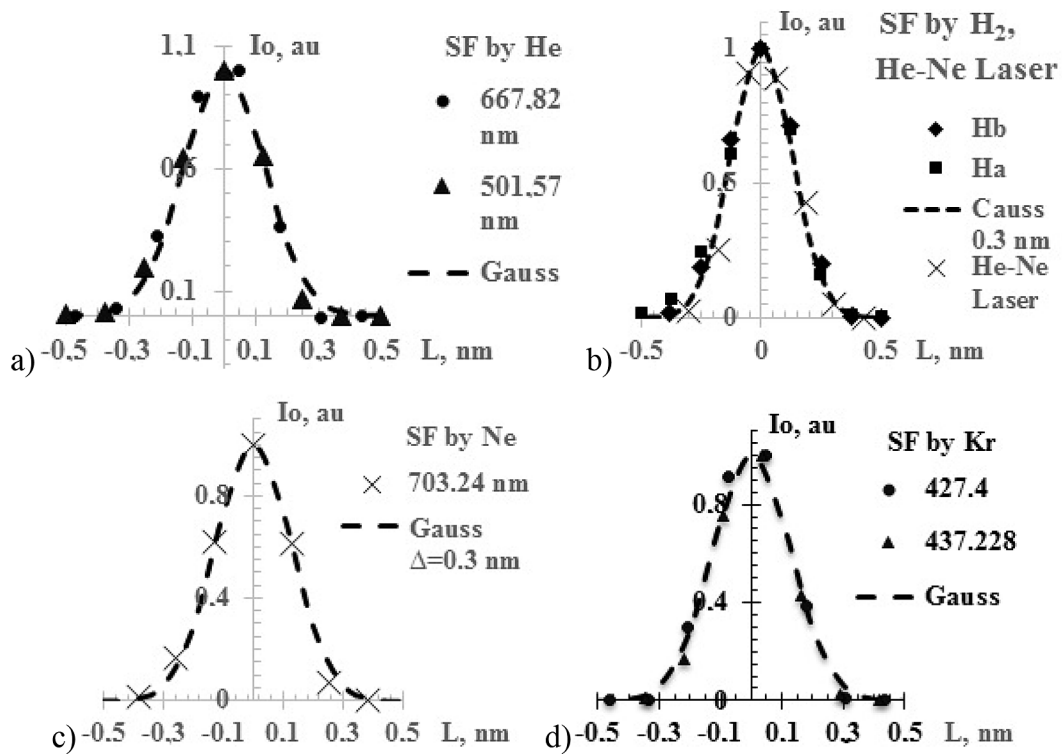 Io, au
1,1
0,6
0,1
-0,5 -0,3 -0,1 0,1 0,3 0,5
L, nm
SF by He
667,82
nm
501,57
nm
Gauss
a)
Io, au
1
0,5
0
-0,5 0 0,5
L, nm
SF by H2,
He-Ne Laser
Hb
Ha
Causs
0.3 nm
He-Ne
Laser
b)
Io, au
0,8
0,4
0
-0,5 -0,3 -0,1 0,1 0,3 0,5
L, nm
SF by Ne
703.24 nm
Gauss
Δ=0.3 nm
c)
Io, au
0,8
0,4
0
-0,5 -0,3 -0,1 0,1 0,3 0,5
L, nm
SF by Kr
427.4
437.228
Gauss
d)